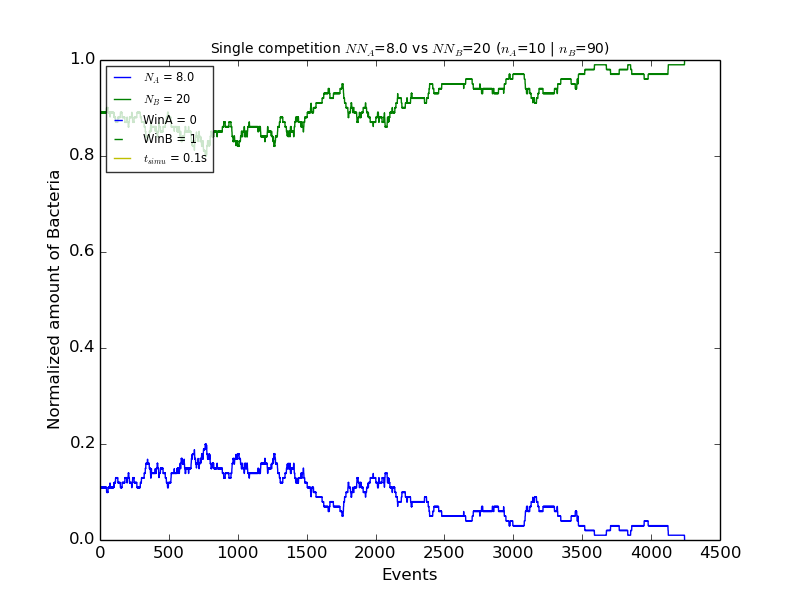 Single competition NN_A=8.0 vs NN_B=20 (n_A=10 | n_B=90)
1.0
N_A = 8.0
N_B = 20
WinA = 0
WinB = 1
t_simu = 0.1s
0.8
0.6
0.4
0.2
0.0
Normalized amount of Bacteria
0 500 1000 1500 2000 2500 3000 3500 4000 4500
Events